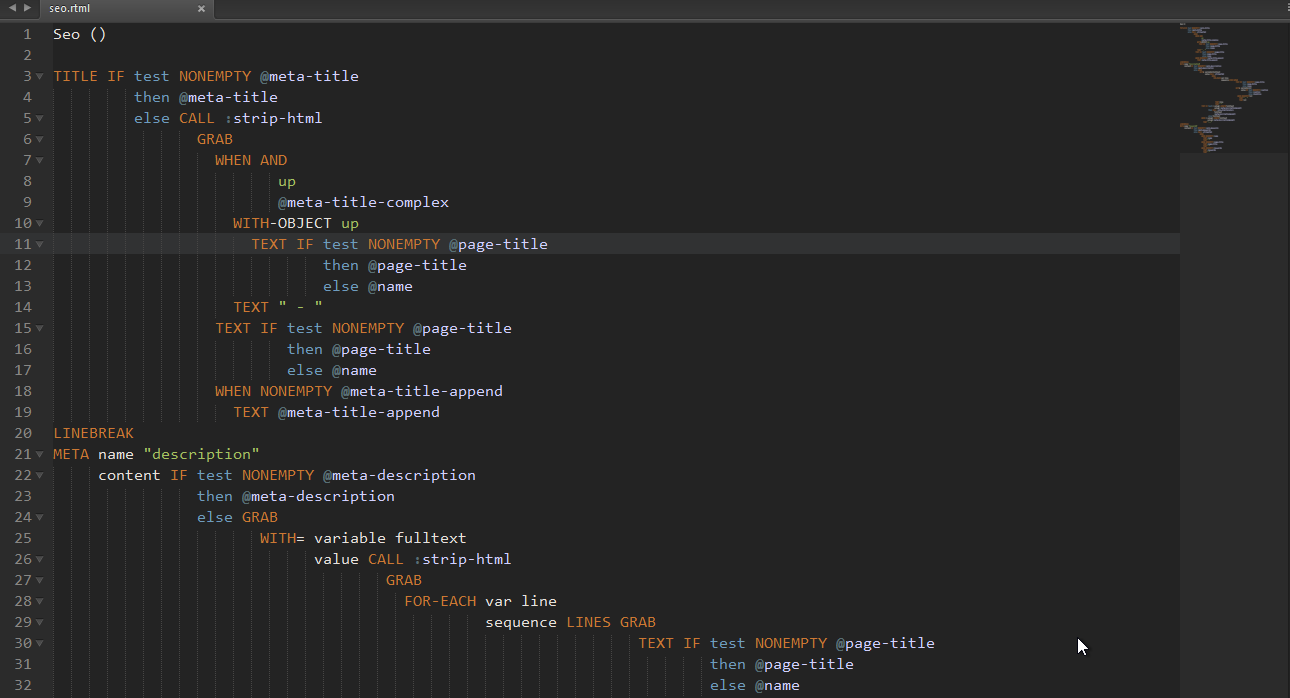 seo.rtml ×
1 Seo ()
2
3 TITLE IF test NONEMPTY @meta-title
4 then @meta-title
5 else CALL :strip-html
6 GRAB
7 WHEN AND
8 up
9 @meta-title-complex
10 WITH-OBJECT up
11 TEXT IF test NONEMPTY @page-title
12 then @page-title
13 else @name
14 TEXT " - "
15 TEXT IF test NONEMPTY @page-title
16 then @page-title
17 else @name
18 WHEN NONEMPTY @meta-title-append
19 TEXT @meta-title-append
20 LINEBREAK
21 META name "description"
22 content IF test NONEMPTY @meta-description
23 then @meta-description
24 else GRAB
25 WITH= variable fulltext
26 value CALL :strip-html
27 GRAB
28 FOR-EACH var line
29 sequence LINES GRAB
30 TEXT IF test NONEMPTY @page-title
31 then @page-title
32 else @name